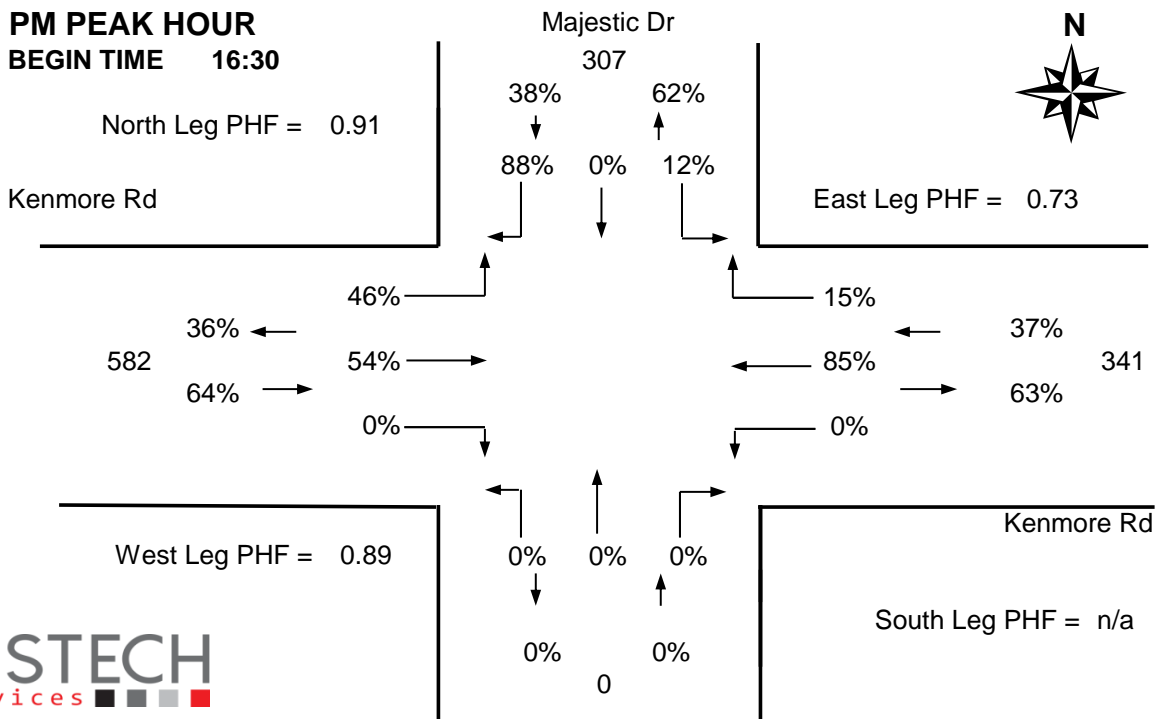 PM PEAK HOUR
BEGIN TIME 16:30
Majestic Dr
307
N
38% 62%
North Leg PHF = 0.91
88% 0% 12%
Kenmore Rd
East Leg PHF = 0.73
46% 15%
36% 37%
582 54% 85% 341
64% 63%
0% 0%
Kenmore Rd
West Leg PHF = 0.89
0% 0% 0%
South Leg PHF = n/a
0% 0%
0
STECH
vices